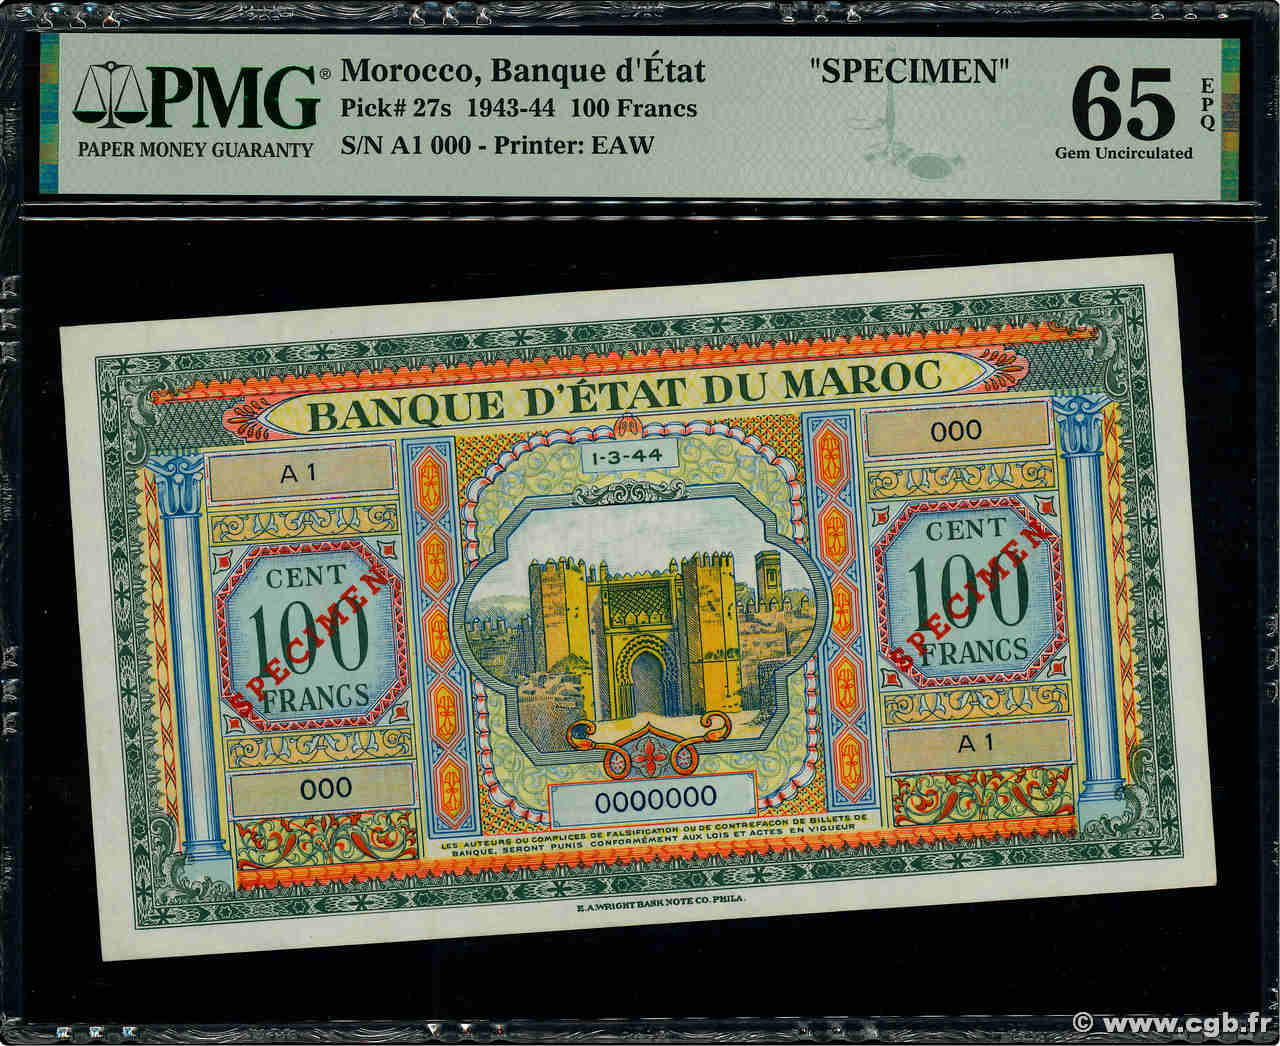 PMG®
PAPER MONEY GUARANTY
Morocco, Banque d'État
Pick# 27s 1943-44 100 Francs
S/N A1 000 - Printer: EAW
"SPECIMEN"
65
EPQ
Gem Uncirculated
BANQUE D'ÉTAT DU MAROC
A 1
1-3-44
000
CENT
100
FRANCS
SPECIMEN
CENT
100
FRANCS
SPECIMEN
000
0000000
A 1
LES AUTEURS OU COMPLICES DE FALSIFICATION OU DE CONTREFACON DE BILLETS DE
BANQUE, SERONT PUNIS CONFORMÉMENT AUX LOIS ET ACTES EN VIGUEUR
E.A.WRIGHT BANK NOTE CO. PHILA.
© www.cgb.fr